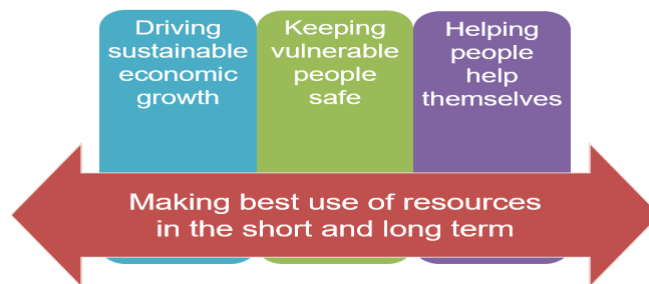 Driving
sustainable
economic
growth
Keeping
vulnerable
people
safe
Helping
people
help
themselves
Making best use of resources
in the short and long term